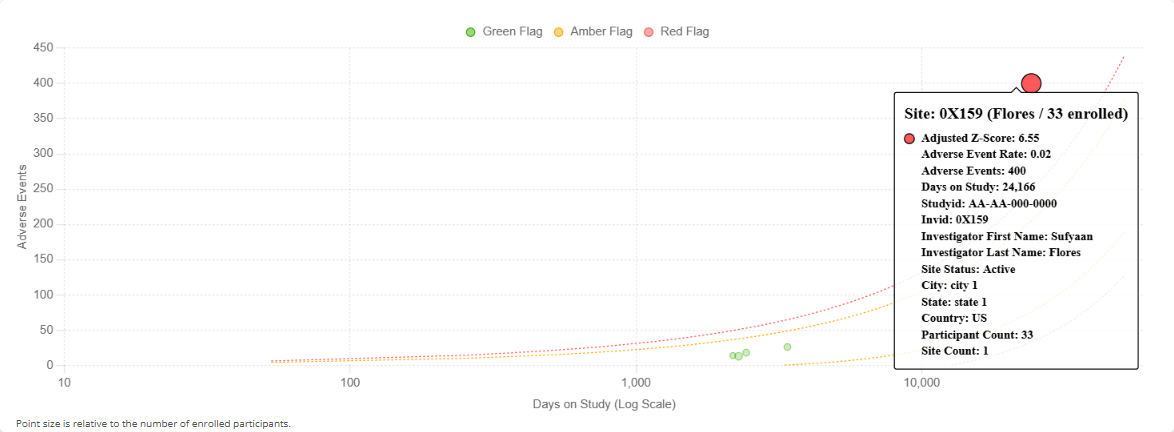 Green Flag Amber Flag Red Flag
450
400
350
300
250
200
150
100
50
0
Adverse Events
10 100 1,000 10,000
Days on Study (Log Scale)
Site: 0X159 (Flores / 33 enrolled)
Adjusted Z-Score: 6.55
Adverse Event Rate: 0.02
Adverse Events: 400
Days on Study: 24,166
Studyid: AA-AA-000-0000
Invid: 0X159
Investigator First Name: Sufyaan
Investigator Last Name: Flores
Site Status: Active
City: city 1
State: state 1
Country: US
Participant Count: 33
Site Count: 1
Point size is relative to the number of enrolled participants.